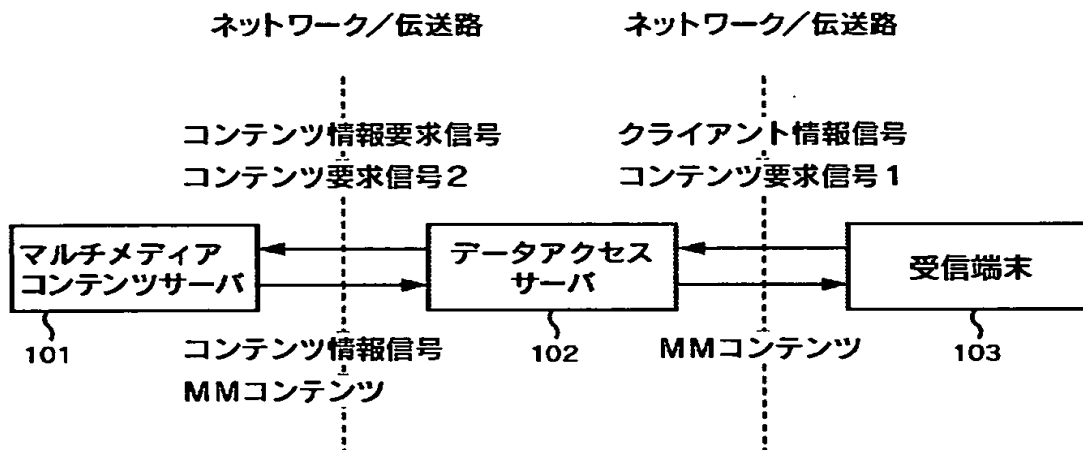 ネットワーク/伝送路
ネットワーク/伝送路
コンテンツ情報要求信号
コンテンツ要求信号2
クライアント情報信号
コンテンツ要求信号1
マルチメディア
コンテンツサーバ
データアクセス
サーバ
受信端末
101
コンテンツ情報信号
MMコンテンツ
102
MMコンテンツ
103